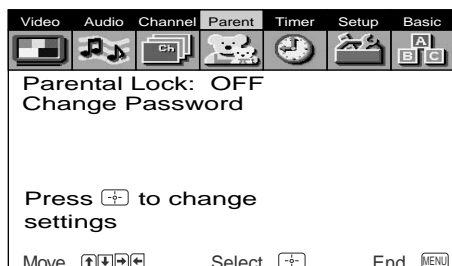 Video Audio Channel Parent Timer Setup Basic
Ch A B C
Parental Lock: OFF
Change Password
Press to change
settings
Move Select End MENU